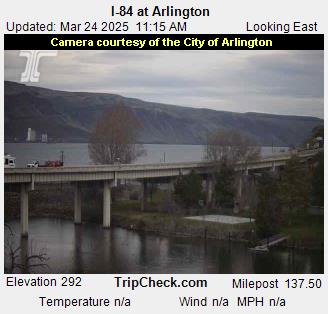 I-84 at Arlington
Updated: Mar 24 2025 11:15 AM Looking East
Camera courtesy of the City of Arlington
Elevation 292 TripCheck.com Milepost 137.50
Temperature n/a Wind n/a MPH n/a